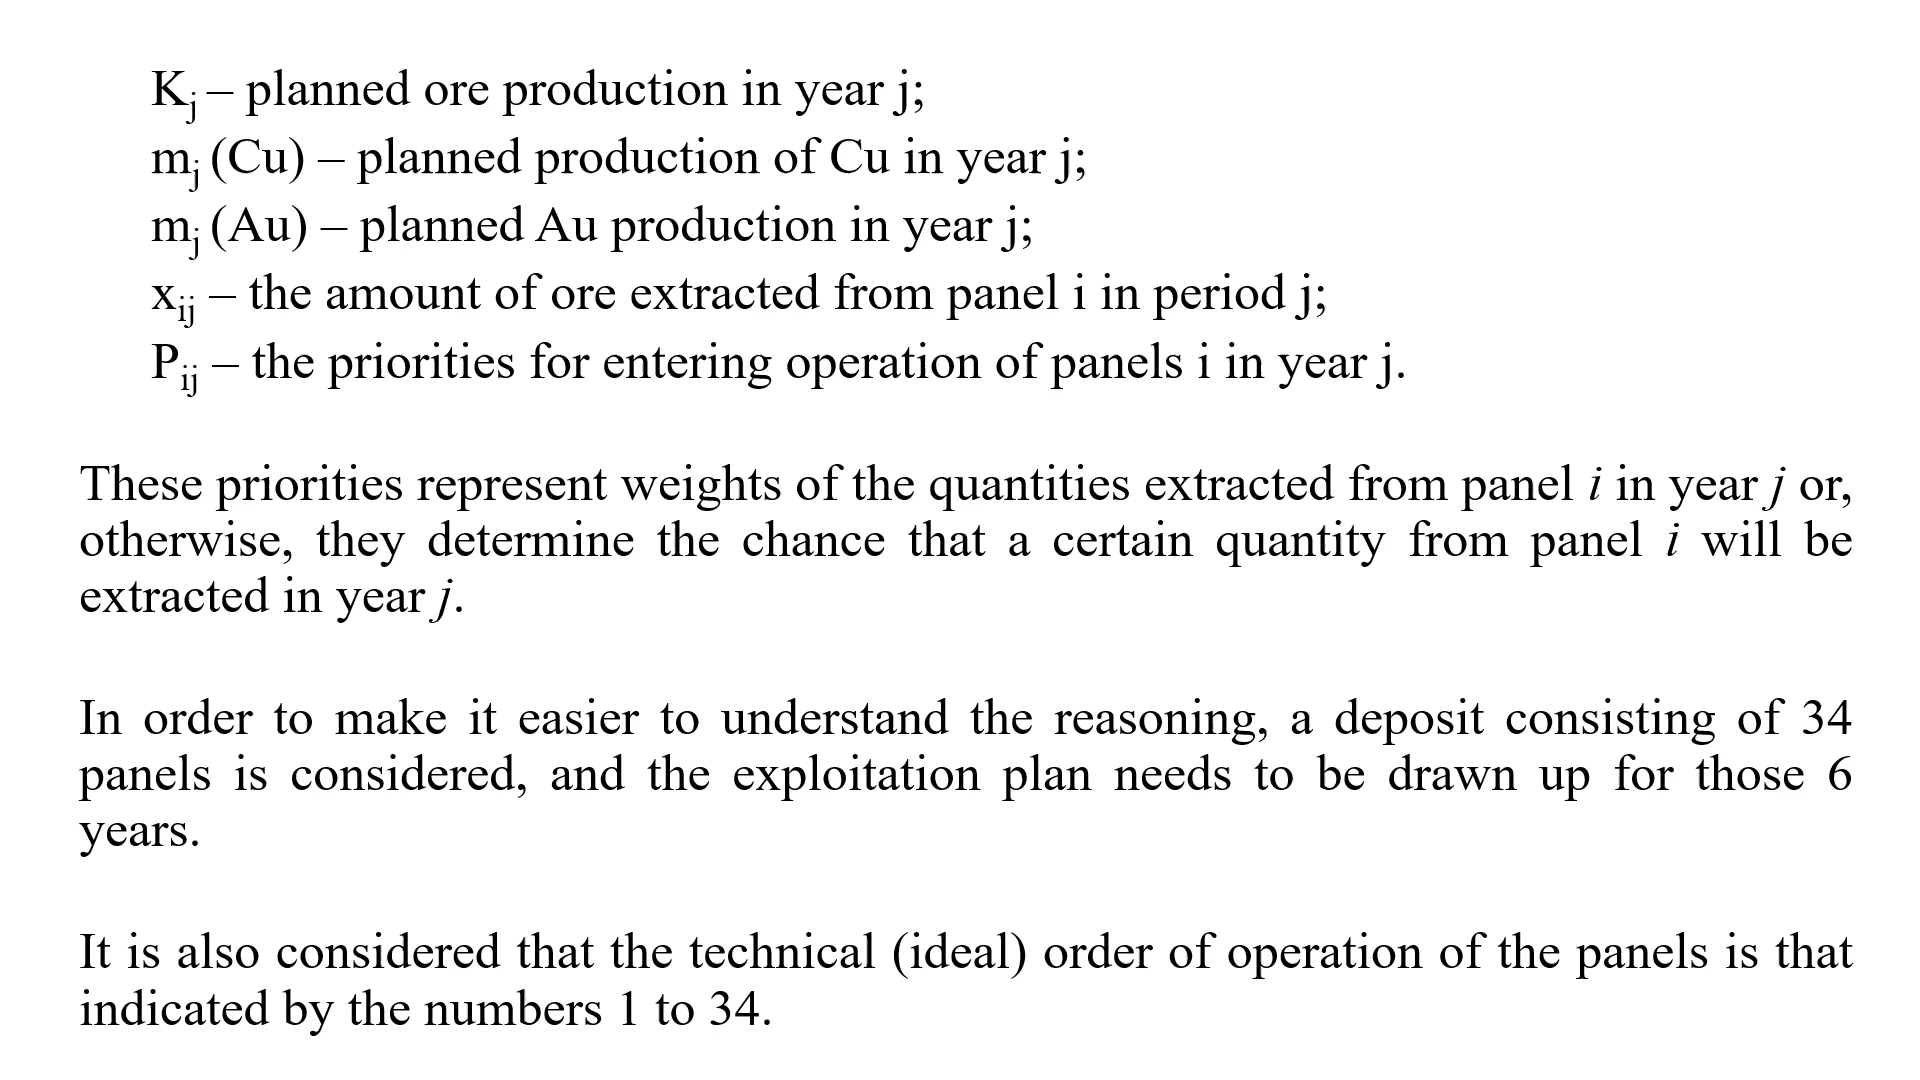 Kj – planned ore production in year j;
mj (Cu) – planned production of Cu in year j;
mj (Au) – planned Au production in year j;
xij – the amount of ore extracted from panel i in period j;
Pij – the priorities for entering operation of panels i in year j.
These priorities represent weights of the quantities extracted from panel i in year j or,
otherwise, they determine the chance that a certain quantity from panel i will be
extracted in year j.
In order to make it easier to understand the reasoning, a deposit consisting of 34
panels is considered, and the exploitation plan needs to be drawn up for those 6
years.
It is also considered that the technical (ideal) order of operation of the panels is that
indicated by the numbers 1 to 34.